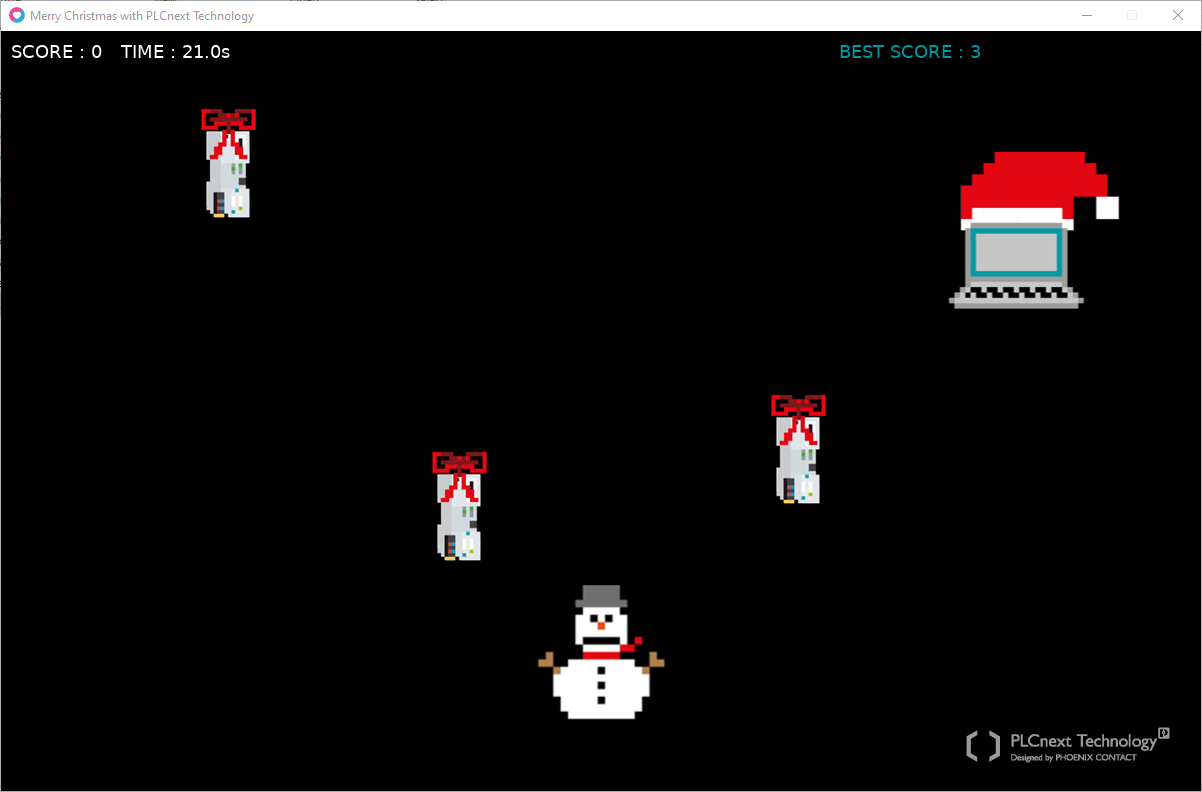 Merry Christmas with PLCnext Technology
SCORE : 0 TIME : 21.0s BEST SCORE : 3
PLCnext Technology
Designed by PHOENIX CONTACT